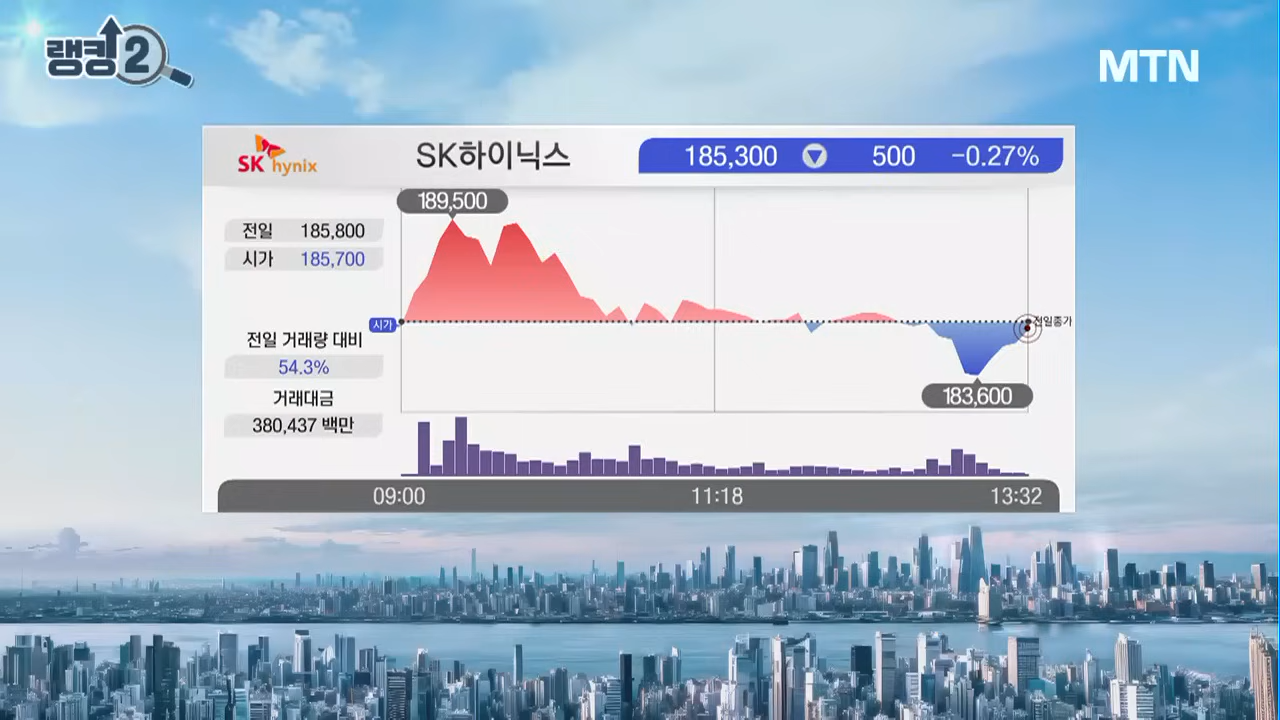 랭킹2
MTN
SK hynix
SK하이닉스
185,300 ▼ 500 -0.27%
189,500
전일 185,800
시가 185,700
시가
전일종가
전일 거래량 대비
54.3%
거래대금
380,437 백만
183,600
09:00 11:18 13:32